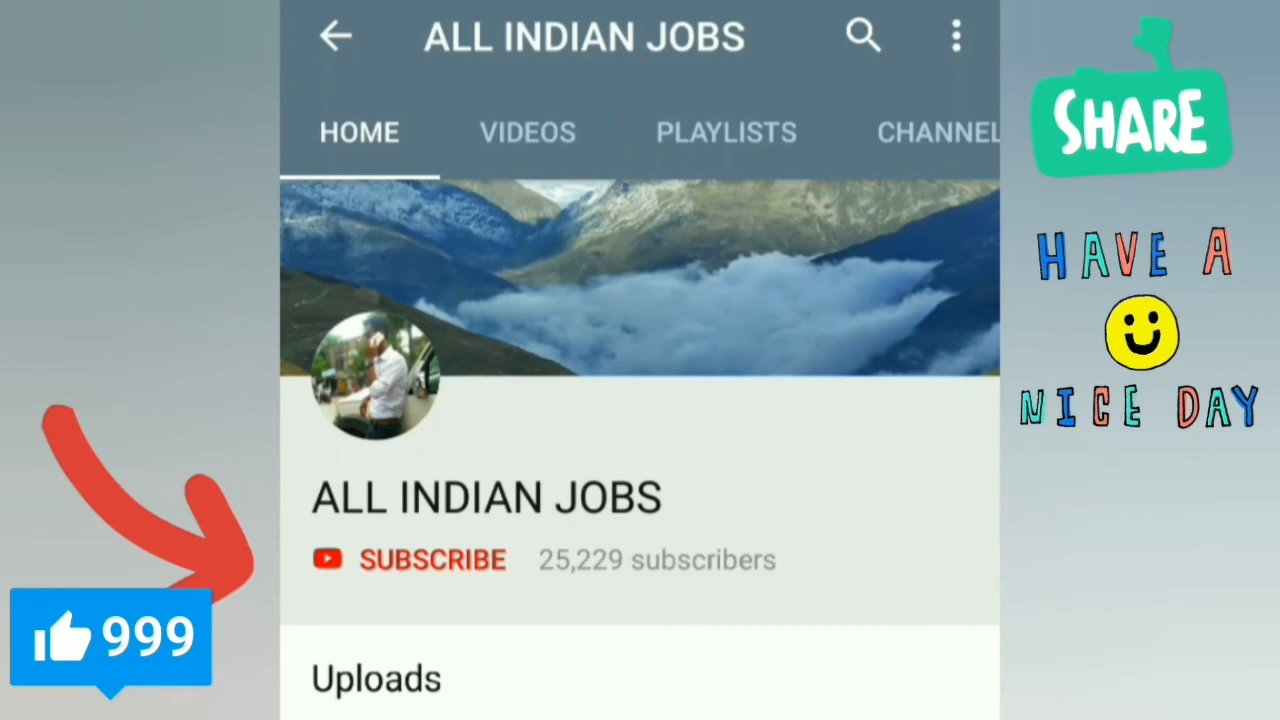 ALL INDIAN JOBS
HOME VIDEOS PLAYLISTS CHANNEL
ALL INDIAN JOBS
SUBSCRIBE 25,229 subscribers
Uploads
999
SHARE
HAVE A
NICE DAY